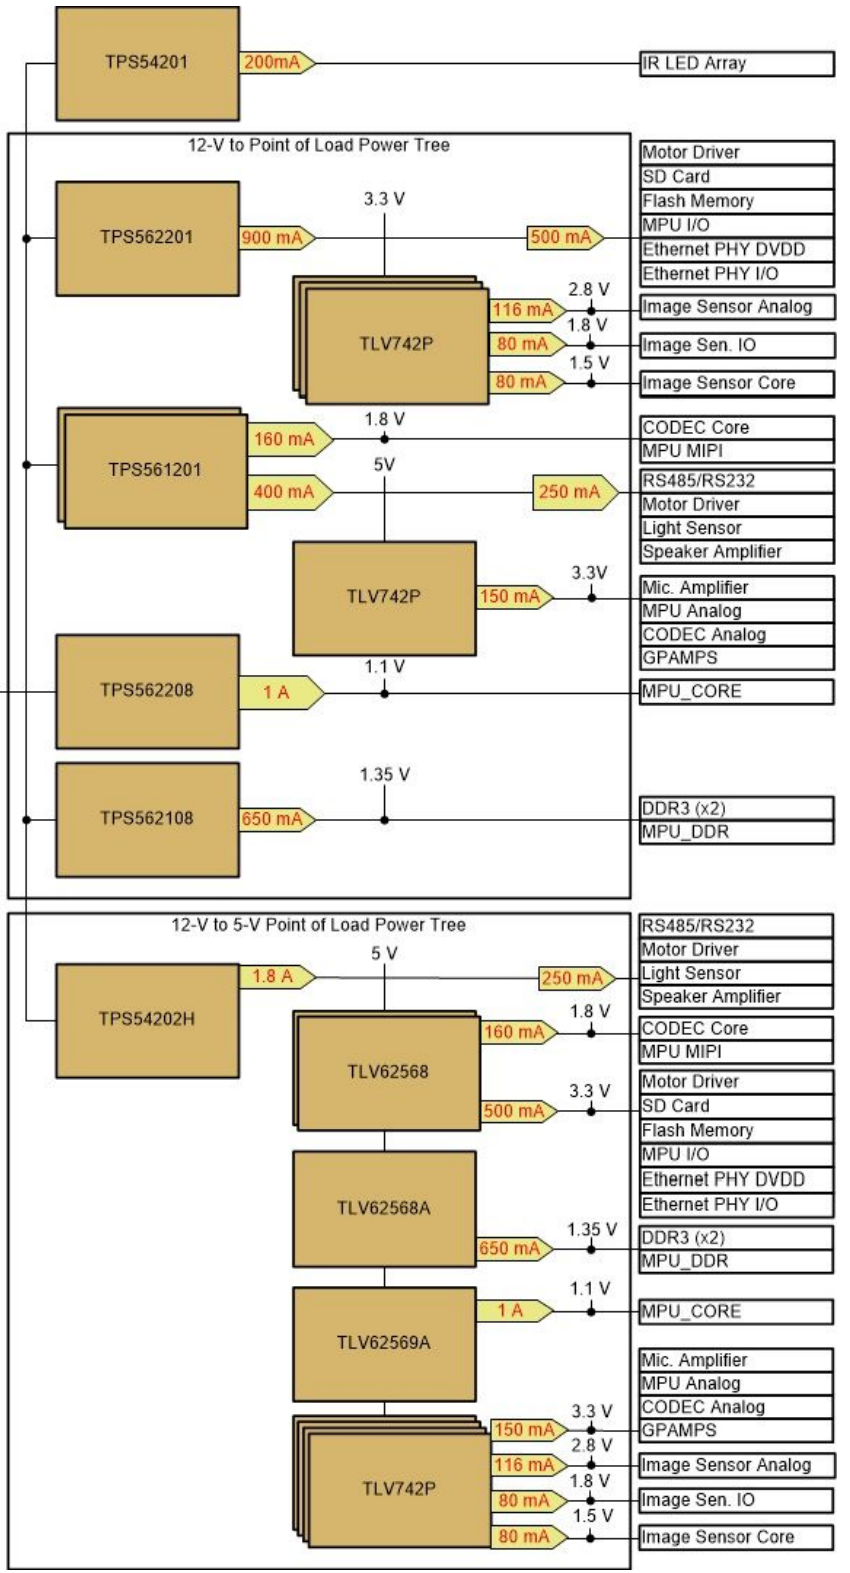 TPS54201
200mA
IR LED Array
12-V to Point of Load Power Tree
Motor Driver
SD Card
Flash Memory
MPU I/O
Ethernet PHY DVDD
Ethernet PHY I/O
3.3 V
TPS562201
900 mA
500 mA
TLV742P
116 mA
2.8 V
Image Sensor Analog
80 mA
1.8 V
Image Sen. IO
80 mA
1.5 V
Image Sensor Core
TPS561201
160 mA
1.8 V
CODEC Core
MPU MIPI
400 mA
5V
250 mA
RS485/RS232
Motor Driver
Light Sensor
Speaker Amplifier
TLV742P
150 mA
3.3V
Mic. Amplifier
MPU Analog
CODEC Analog
GPAMPS
TPS562208
1 A
1.1 V
MPU_CORE
TPS562108
650 mA
1.35 V
DDR3 (x2)
MPU_DDR
12-V to 5-V Point of Load Power Tree
RS485/RS232
Motor Driver
Light Sensor
Speaker Amplifier
TPS54202H
1.8 A
5 V
250 mA
TLV62568
160 mA
1.8 V
CODEC Core
MPU MIPI
500 mA
3.3 V
Motor Driver
SD Card
Flash Memory
MPU I/O
Ethernet PHY DVDD
Ethernet PHY I/O
TLV62568A
650 mA
1.35 V
DDR3 (x2)
MPU_DDR
TLV62569A
1 A
1.1 V
MPU_CORE
Mic. Amplifier
MPU Analog
CODEC Analog
GPAMPS
TLV742P
150 mA
3.3 V
116 mA
2.8 V
Image Sensor Analog
80 mA
1.8 V
Image Sen. IO
80 mA
1.5 V
Image Sensor Core